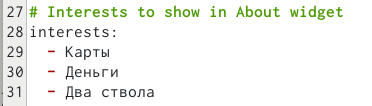 27 # Interests to show in About widget
28 interests:
29   - Карты
30   - Деньги
31   - Два ствола